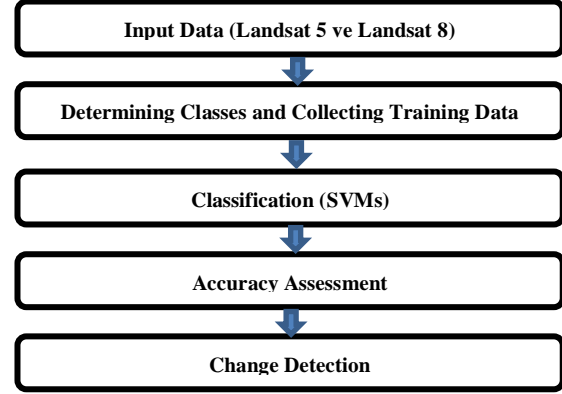 Input Data (Landsat 5 ve Landsat 8)
Determining Classes and Collecting Training Data
Classification (SVMs)
Accuracy Assessment
Change Detection